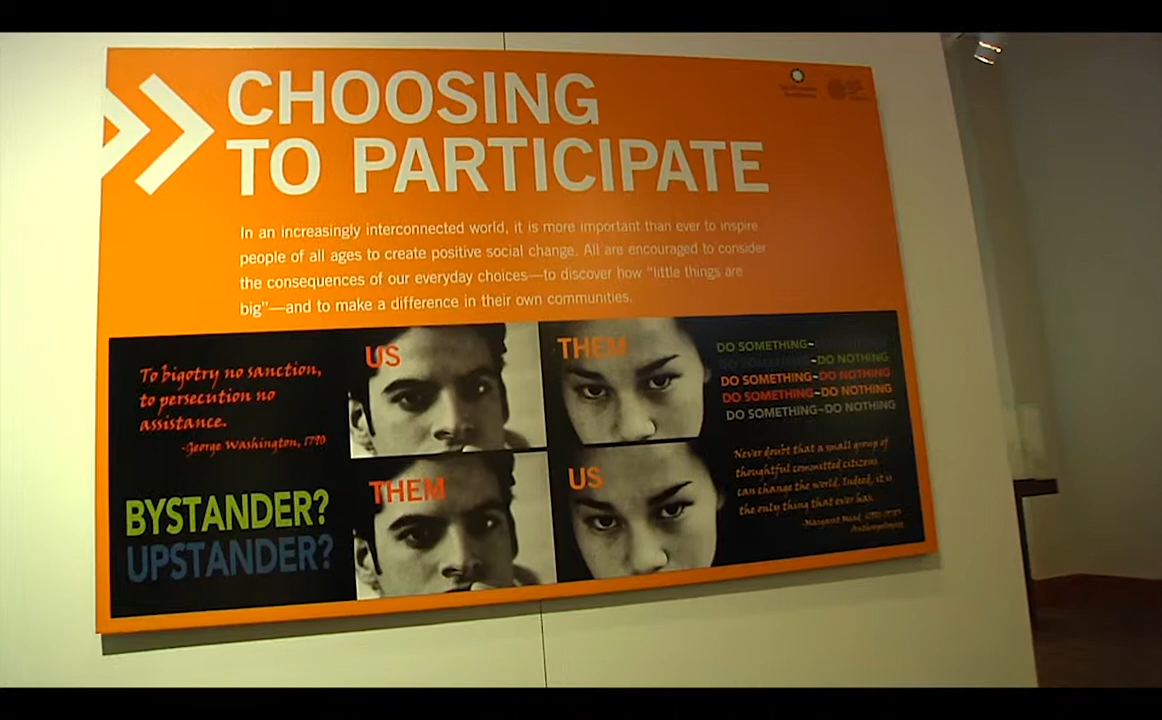 CHOOSING
TO PARTICIPATE
In an increasingly interconnected world, it is more important than ever to inspire
people of all ages to create positive social change. All are encouraged to consider
the consequences of our everyday choices—to discover how “little things are
big”—and to make a difference in their own communities.
To bigotry no sanction,
to persecution no
assistance.
-George Washington, 1790
BYSTANDER?
UPSTANDER?
US
THEM
THEM
US
DO SOMETHING~
~DO NOTHING
DO SOMETHING~DO NOTHING
DO SOMETHING~DO NOTHING
DO SOMETHING~DO NOTHING
Never doubt that a small group of
thoughtful committed citizens
can change the world. Indeed, it is
the only thing that ever has.
-Margaret Mead
Anthropologist